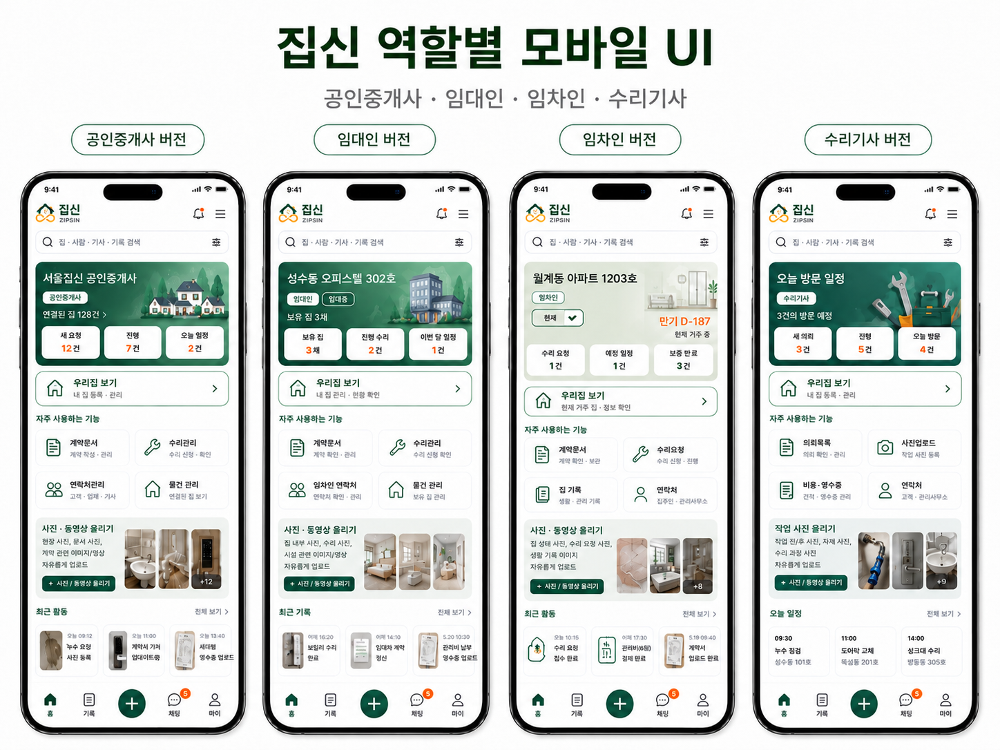 집신 역할별 모바일 UI
공인중개사 · 임대인 · 임차인 · 수리기사
공인중개사 버전
9:41
집신
ZIPSIN
집 · 사람 · 기사 · 기록 검색
서울집신 공인중개사
공인중개사
연결된 집 128건 >
새 요청
12건
진행
7건
오늘 일정
2건
우리집 보기
내 집 등록 · 관리
자주 사용하는 기능
계약문서
계약 작성 · 관리
수리관리
수리 신청 · 확인
연락처관리
고객 · 업체 · 기사
물건 관리
연결된 집 보기
사진 · 동영상 올리기
현장 사진, 문서 사진,
계약 관련 이미지/영상
자유롭게 업로드
+ 사진 / 동영상 올리기
+12
최근 활동
전체 보기 >
오늘 09:12
누수 요청
사진 등록
오늘 11:00
계약서 가져
업데이트
오늘 13:40
영수증 업로드
홈
기록
채팅
5
마이
임대인 버전
9:41
집신
ZIPSIN
집 · 사람 · 기사 · 기록 검색
성수동 오피스텔 302호
임대인
임대중
보유 집 3채
보유 집
3채
진행 수리
2건
이번 달 일정
1건
우리집 보기
내 집 관리 · 현황 확인
자주 사용하는 기능
계약문서
계약 확인 · 관리
수리관리
수리 신청 확인
임차인 연락처
연락처 확인 · 관리
물건 관리
보유 집 관리
사진 · 동영상 올리기
집 내부 사진, 수리 사진,
시설 관련 이미지/영상
자유롭게 업로드
+ 사진 / 동영상 올리기
최근 기록
전체 보기 >
어제 16:20
보일러 수리
완료
어제 14:10
임대차 계약
갱신
5.20 10:30
관리비 납부
영수증 업로드
홈
기록
채팅
5
마이
임차인 버전
9:41
집신
ZIPSIN
집 · 사람 · 기사 · 기록 검색
월계동 아파트 1203호
임차인
현재
만기 D-187
현재 거주 중
수리 요청
1건
예정 일정
1건
보증 만료
3건
우리집 보기
현재 거주 집 · 정보 확인
자주 사용하는 기능
계약문서
계약 확인 · 보관
수리요청
수리 신청 · 진행
집 기록
생활 · 관리 기록
연락처
집주인 · 관리사무소
사진 · 동영상 올리기
집 상태 사진, 수리 요청 사진,
생활 기록 이미지
자유롭게 업로드
+ 사진 / 동영상 올리기
+8
최근 활동
전체 보기 >
오늘 10:15
수리 요청
접수 완료
어제 17:30
관리비(6월)
결제 완료
5.19 09:40
계약서
업로드 완료
홈
기록
채팅
5
마이
수리기사 버전
9:41
집신
ZIPSIN
집 · 사람 · 기사 · 기록 검색
오늘 방문 일정
수리기사
3건의 방문 예정
새 의뢰
3건
진행
5건
오늘 방문
4건
우리집 보기
내 집 등록 · 관리
자주 사용하는 기능
의뢰목록
의뢰 확인 · 관리
사진업로드
작업 사진 등록
비용 · 영수증
견적 · 영수증 관리
연락처
고객 · 관리사무소
작업 사진 올리기
작업 전/후 사진, 자재 사진,
수리 과정 사진
자유롭게 업로드
+ 사진 / 동영상 올리기
+9
오늘 일정
전체 보기 >
09:30
누수 점검
성수동 101호
11:00
도어락 교체
201호
14:00
싱크대 수리
305호
홈
기록
채팅
5
마이